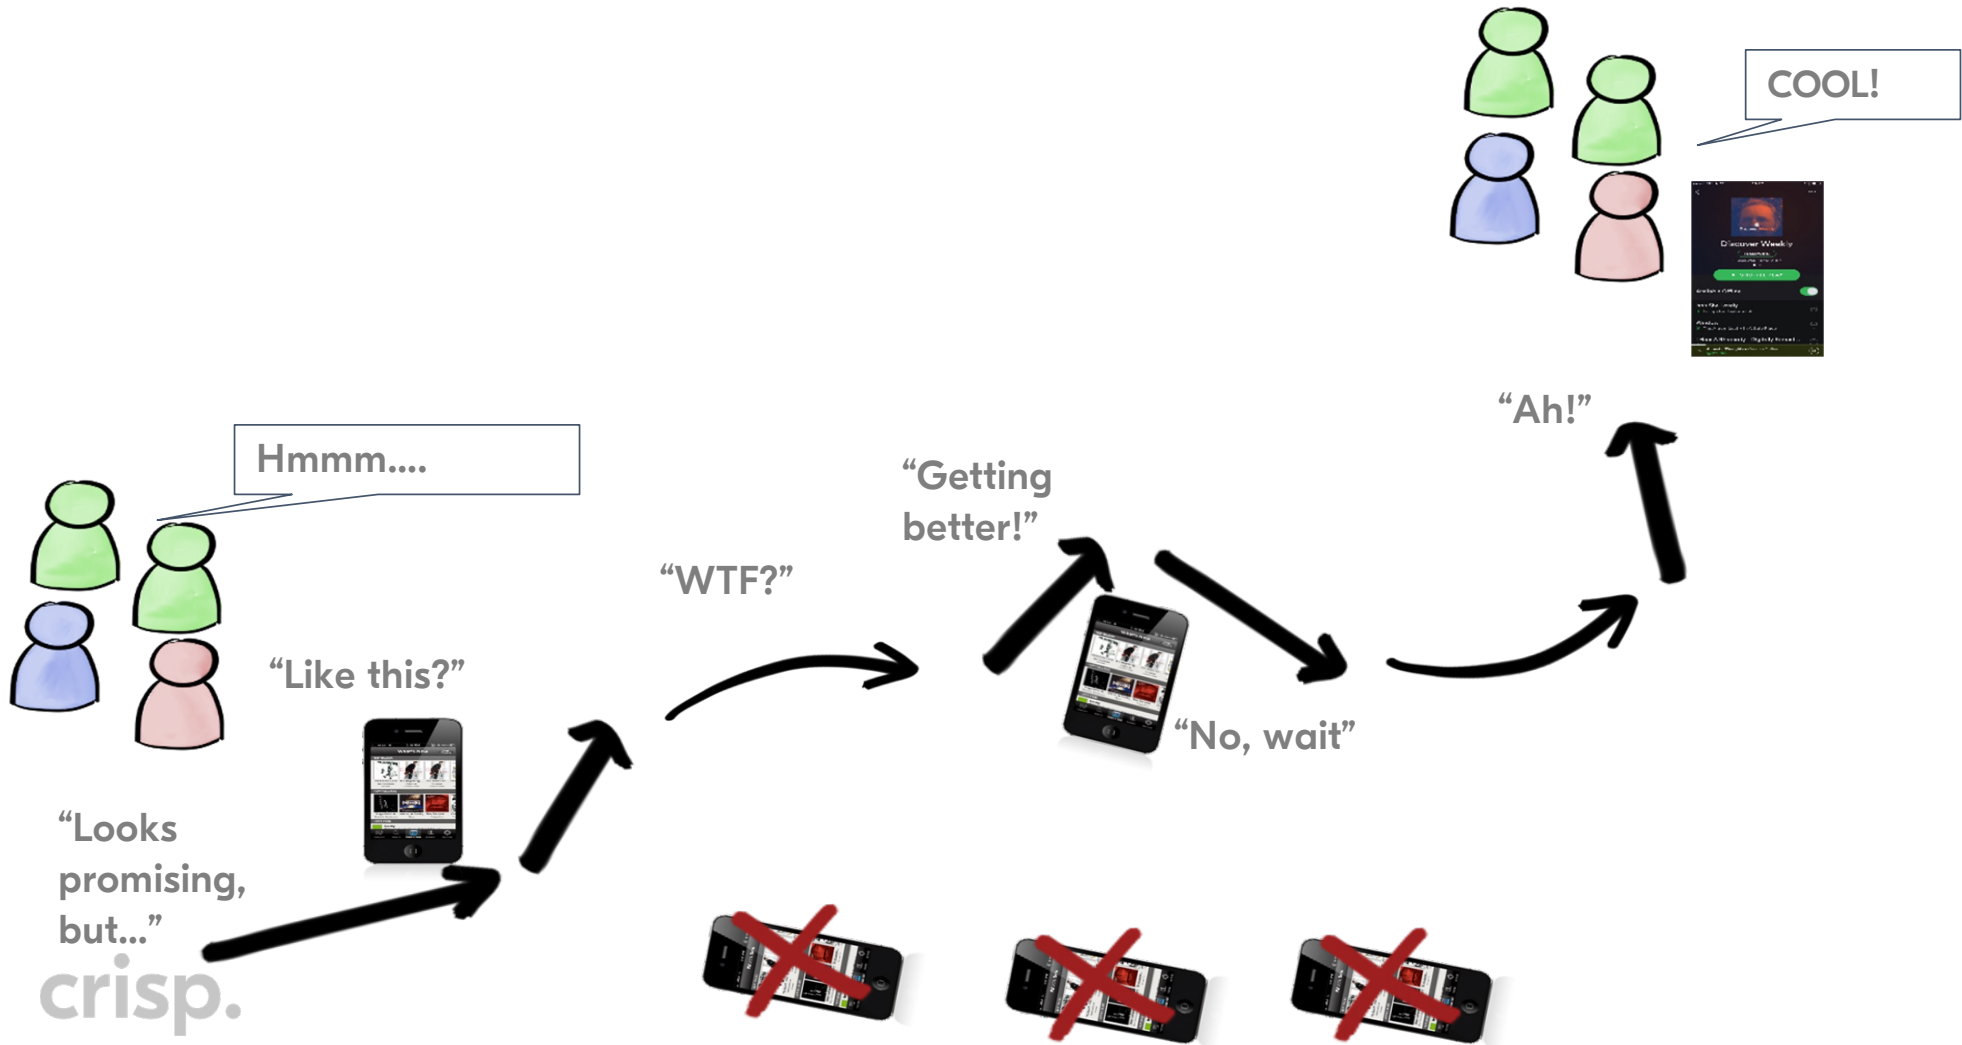 COOL!
Discover Weekly
“Ah!”
Hmmm....
“Getting
better!”
“WTF?”
“Like this?”
“No, wait”
“Looks
promising,
but...”
crisp.